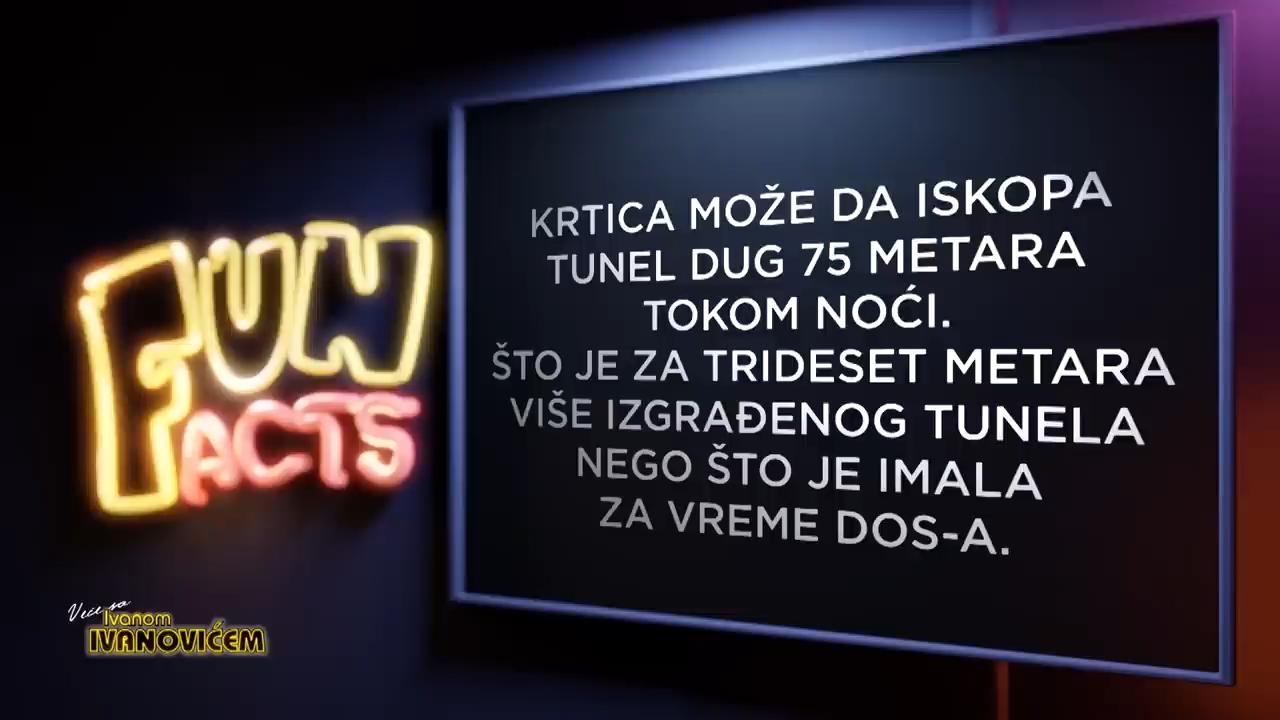 FUN
FACTS
KRTICA MOŽE DA ISKOPA
TUNEL DUG 75 METARA
TOKOM NOĆI.
ŠTO JE ZA TRIDESET METARA
VIŠE IZGRAĐENOG TUNELA
NEGO ŠTO JE IMALA
ZA VREME DOS-A.
Veče sa
Ivanom
IVANOVIĆEM